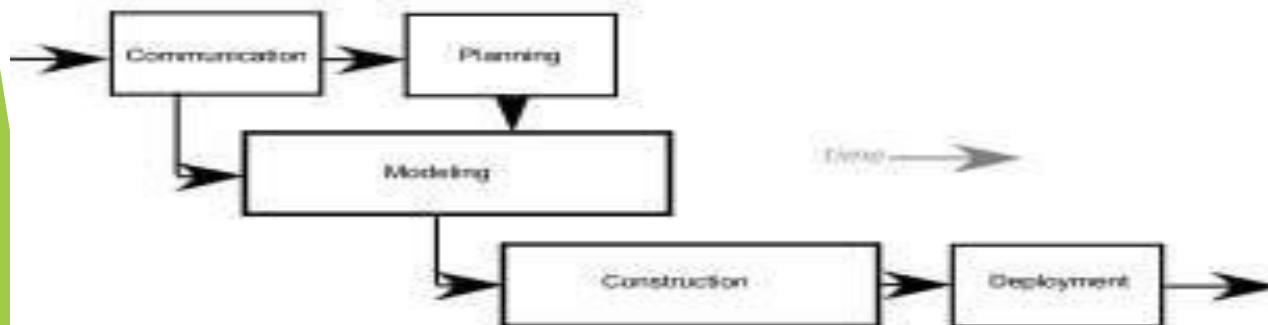 Communication
Planning
Modeling
Time
Construction
Deployment